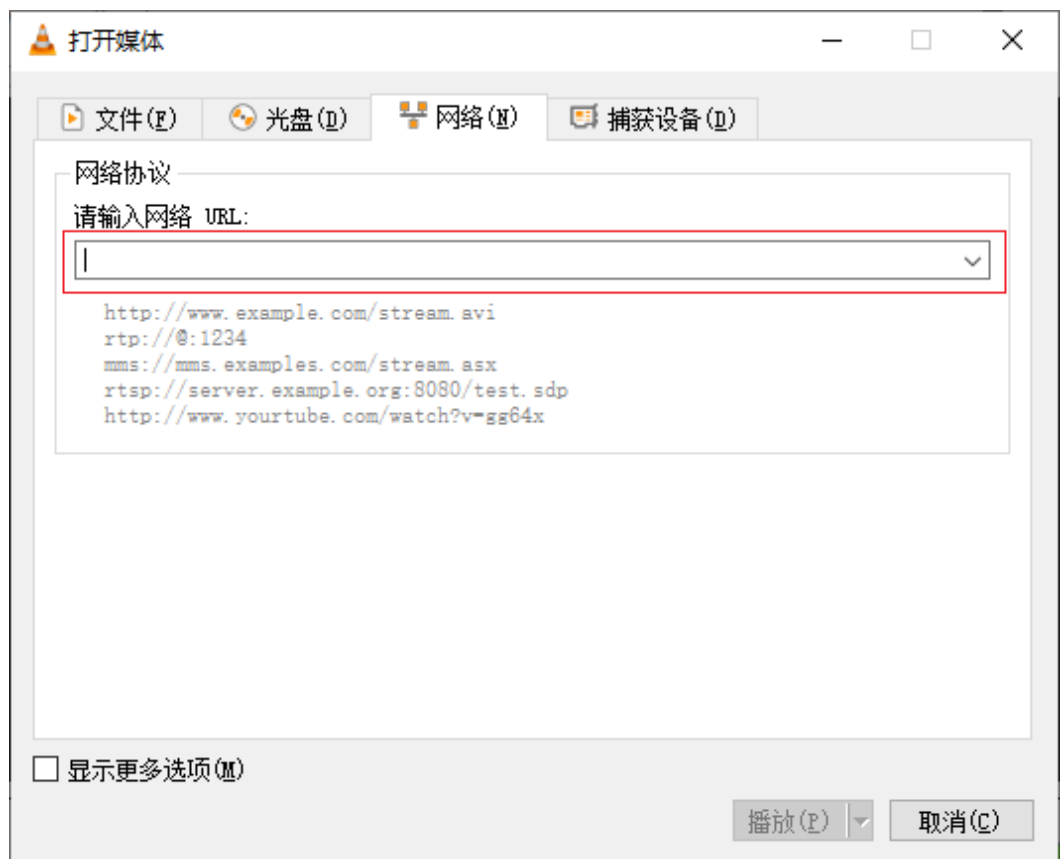 打开媒体
文件(F) 光盘(D) 网络(N) 捕获设备(D)
网络协议
请输入网络 URL:
http://www.example.com/stream.avi
rtp://@:1234
mms://mms.examples.com/stream.asx
rtsp://server.example.org:8080/test.sdp
http://www.yourtube.com/watch?v=gg64x
显示更多选项(M)
播放(P) 取消(C)